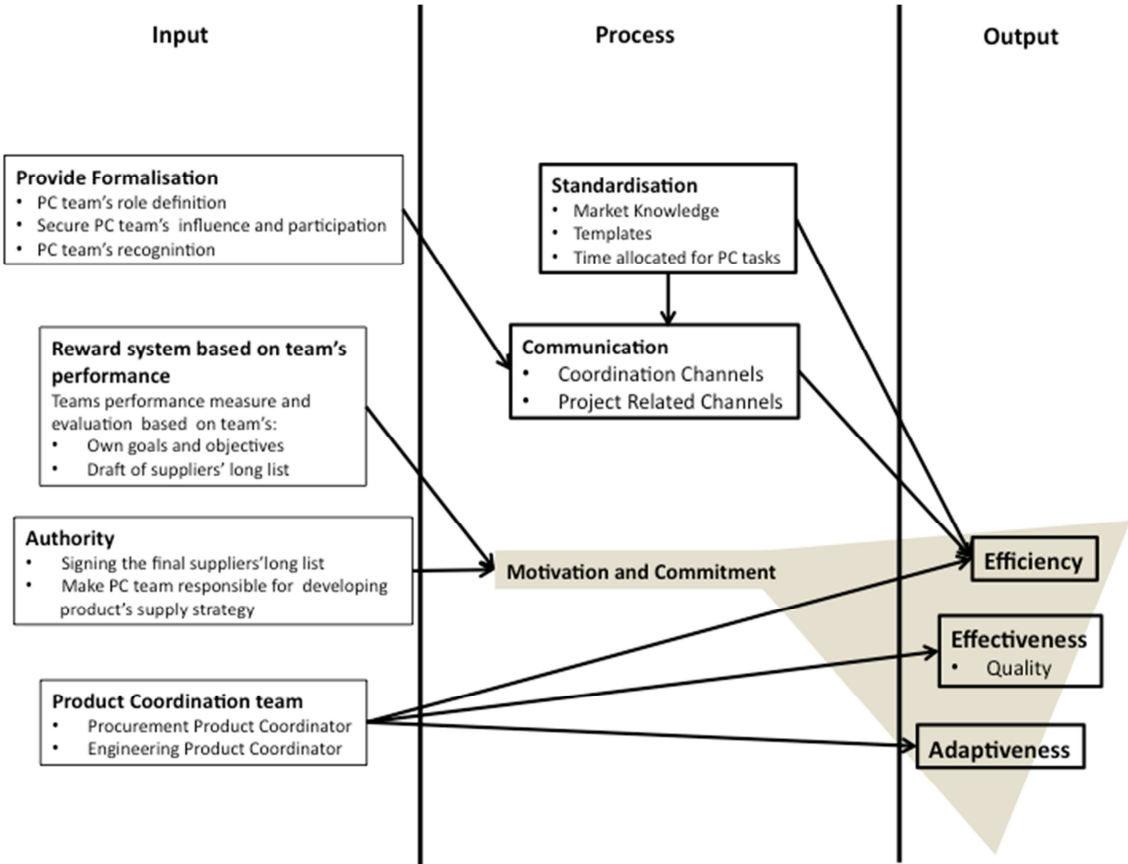 Input
Process
Output
Provide Formalisation
• PC team's role definition
• Secure PC team's influence and participation
• PC team's recognintion
Reward system based on team's
performance
Teams performance measure and
evaluation based on team's:
• Own goals and objectives
• Draft of suppliers' long list
Authority
• Signing the final suppliers'long list
• Make PC team responsible for developing
product's supply strategy
Product Coordination team
• Procurement Product Coordinator
• Engineering Product Coordinator
Standardisation
• Market Knowledge
• Templates
• Time allocated for PC tasks
Communication
• Coordination Channels
• Project Related Channels
Motivation and Commitment
Efficiency
Effectiveness
• Quality
Adaptiveness